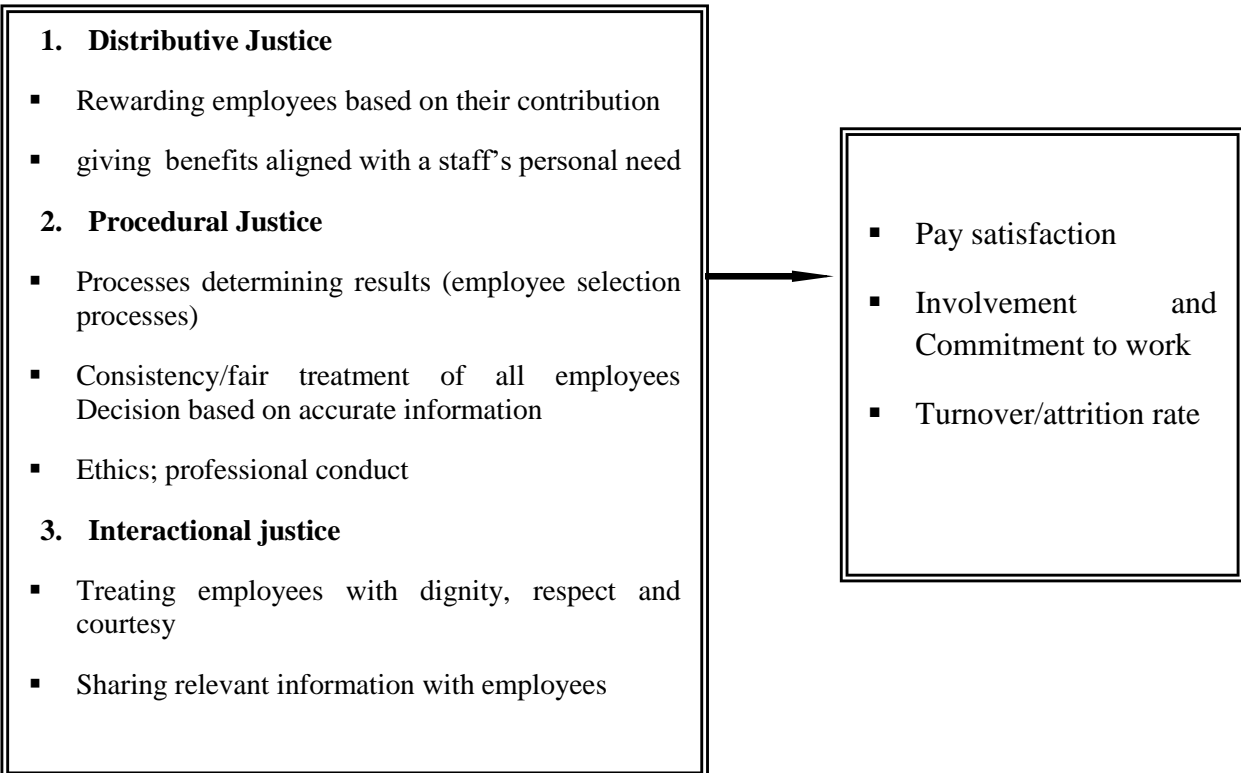 1. Distributive Justice
▪ Rewarding employees based on their contribution
▪ giving benefits aligned with a staff’s personal need
2. Procedural Justice
▪ Processes determining results (employee selection
processes)
▪ Consistency/fair treatment of all employees
Decision based on accurate information
▪ Ethics; professional conduct
3. Interactional justice
▪ Treating employees with dignity, respect and
courtesy
▪ Sharing relevant information with employees
▪ Pay satisfaction
▪ Involvement and
Commitment to work
▪ Turnover/attrition rate